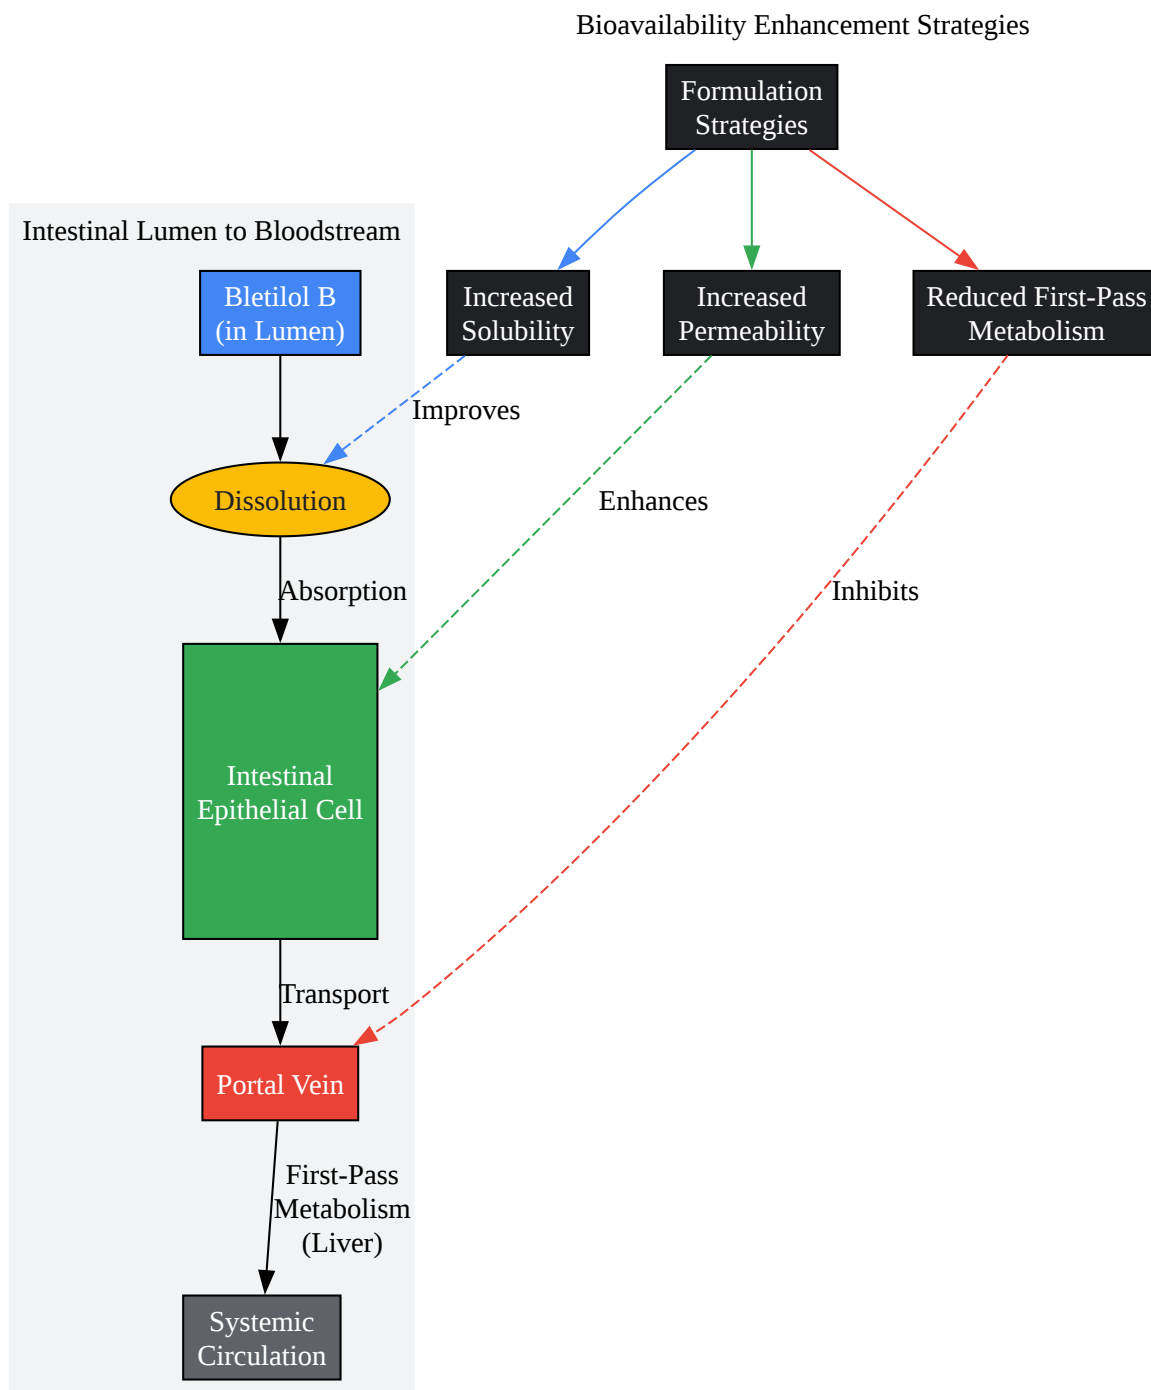 Bioavailability Enhancement Strategies
Formulation
Strategies
Intestinal Lumen to Bloodstream
Bletilol B
(in Lumen)
Increased
Solubility
Increased
Permeability
Reduced First-Pass
Metabolism
Improves
Dissolution
Enhances
Absorption
Inhibits
Intestinal
Epithelial Cell
Transport
Portal Vein
First-Pass
Metabolism
(Liver)
Systemic
Circulation